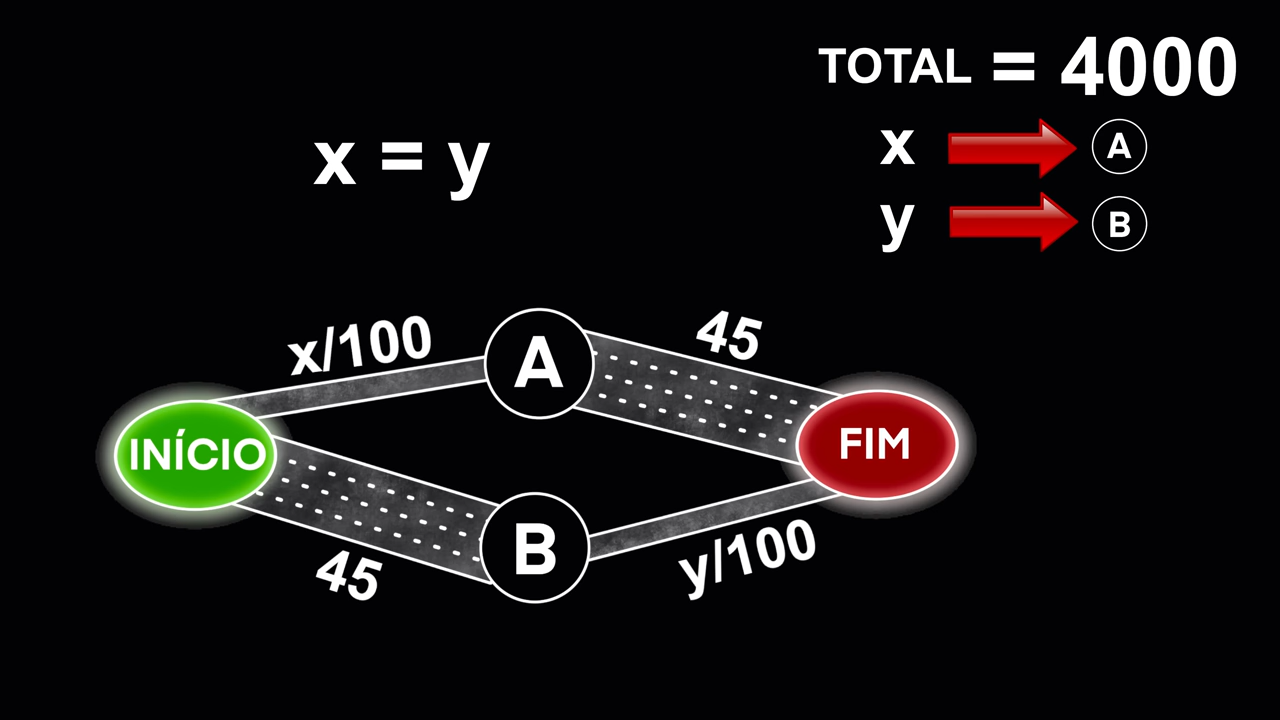 TOTAL = 4000
x = y
x A
y B
x/100
A
45
INÍCIO
FIM
B
45
y/100